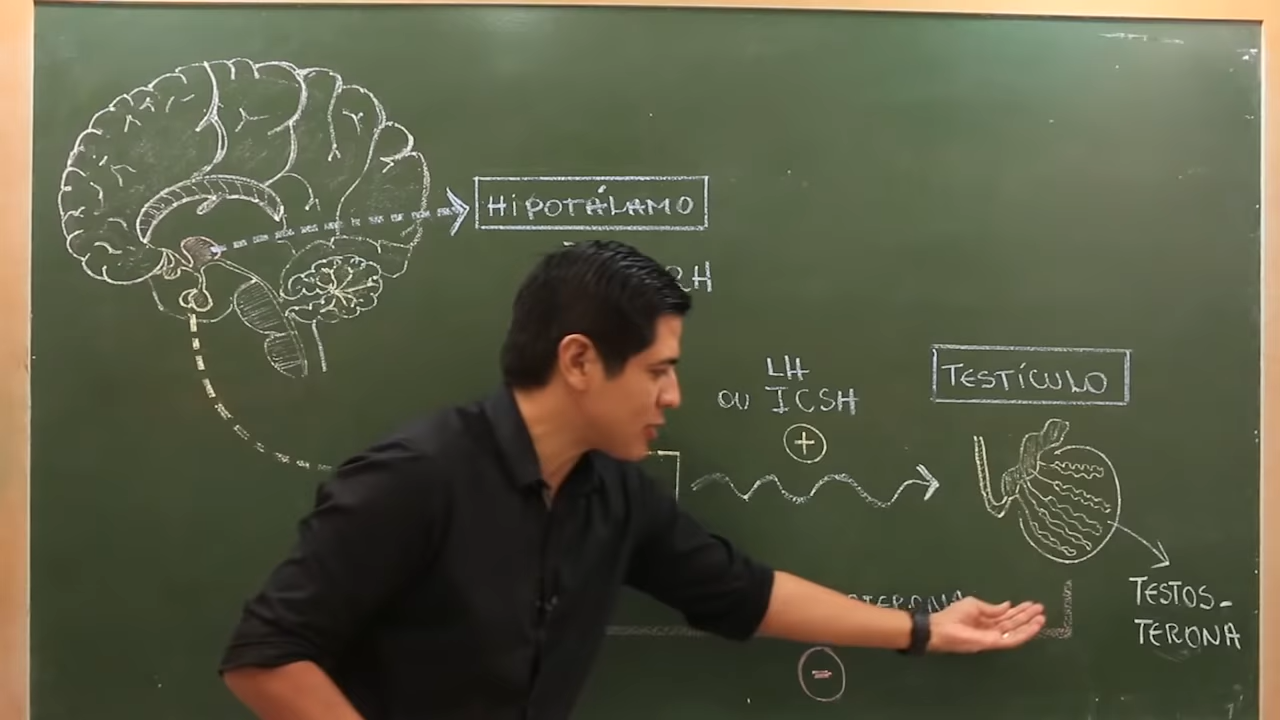 HIPOTÁLAMO
LH
OU ICSH
+
TESTÍCULO
TESTOS-
TERONA
-